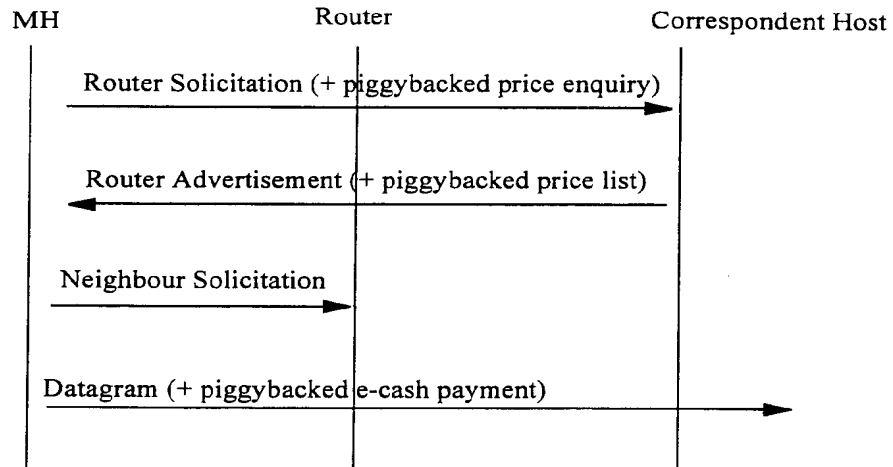 MH
Router
Correspondent Host
Router Solicitation (+ piggybacked price enquiry)
Router Advertisement (+ piggybacked price list)
Neighbour Solicitation
Datagram (+ piggybacked e-cash payment)